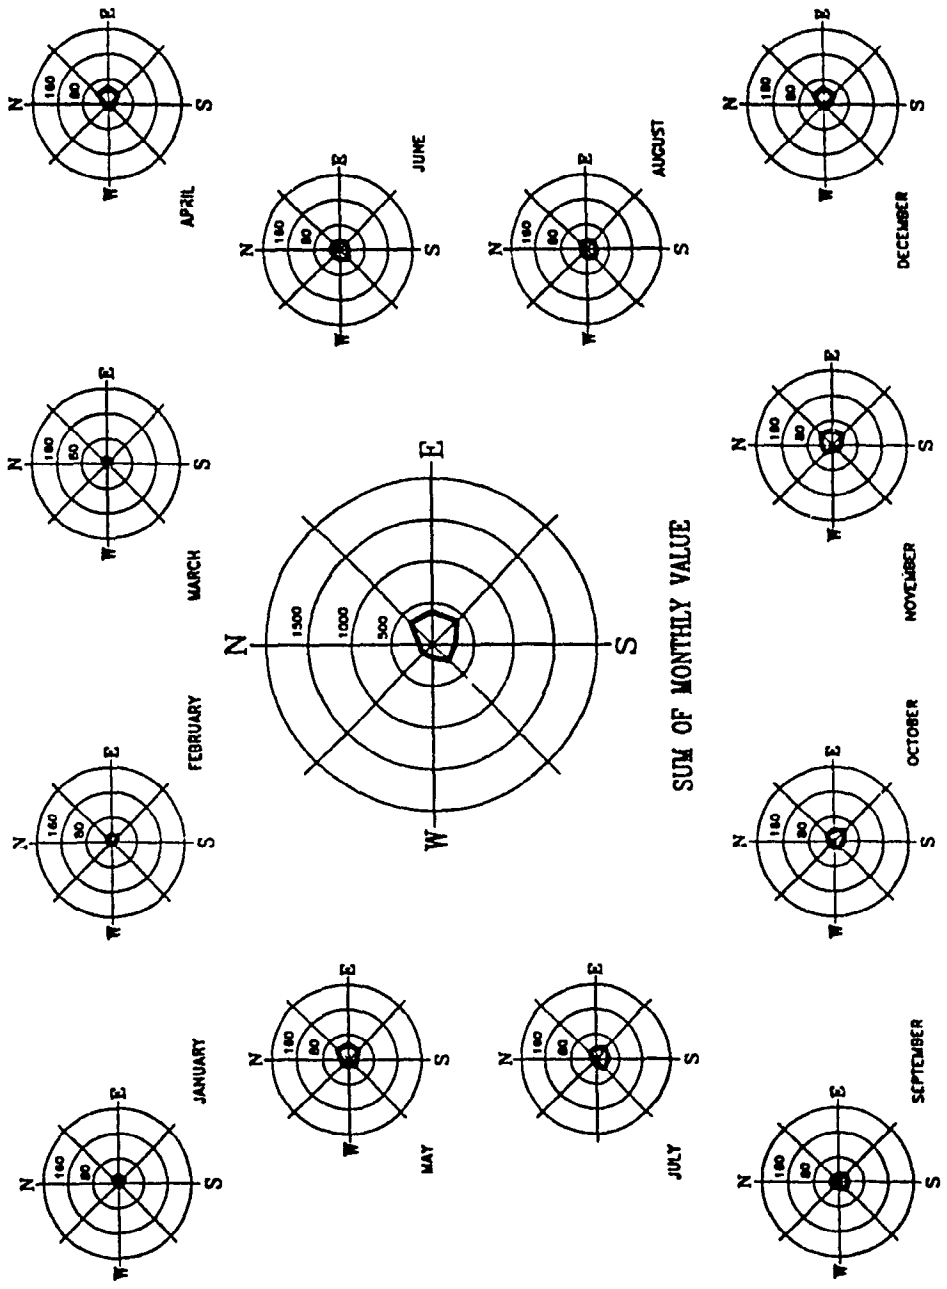 N
160
80
W E
S
JANUARY
N
160
80
W E
S
FEBRUARY
N
160
80
W E
S
MARCH
N
160
80
W E
S
APRIL
N
160
80
W E
S
MAY
N
160
80
W E
S
JUNE
N
1500
1000
500
W E
S
SUM OF MONTHLY VALUE
N
160
80
E
S
JULY
N
160
80
W E
S
AUGUST
N
160
80
W E
S
SEPTEMBER
N
160
80
W E
S
OCTOBER
N
160
80
W E
S
NOVEMBER
N
160
80
W E
S
DECEMBER